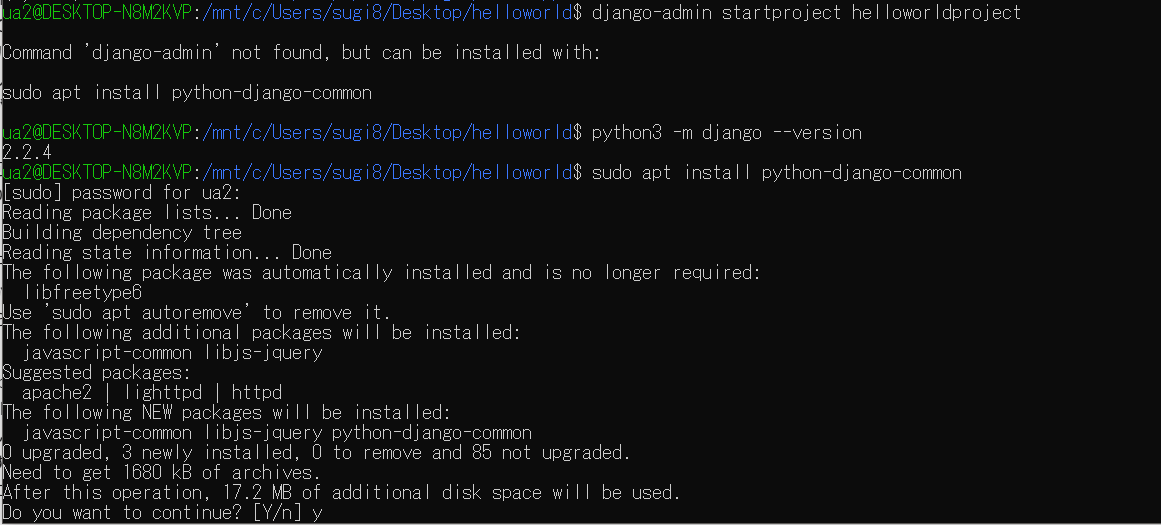 ua2@DESKTOP-N8M2KVP:/mnt/c/Users/sugi8/Desktop/helloworld$ django-admin startproject helloworldproject
Command 'django-admin' not found, but can be installed with:
sudo apt install python-django-common
ua2@DESKTOP-N8M2KVP:/mnt/c/Users/sugi8/Desktop/helloworld$ python3 -m django --version
2.2.4
ua2@DESKTOP-N8M2KVP:/mnt/c/Users/sugi8/Desktop/helloworld$ sudo apt install python-django-common
[sudo] password for ua2:
Reading package lists... Done
Building dependency tree
Reading state information... Done
The following package was automatically installed and is no longer required:
  libfreetype6
Use 'sudo apt autoremove' to remove it.
The following additional packages will be installed:
  javascript-common libjs-jquery
Suggested packages:
  apache2 | lighttpd | httpd
The following NEW packages will be installed:
  javascript-common libjs-jquery python-django-common
0 upgraded, 3 newly installed, 0 to remove and 85 not upgraded.
Need to get 1680 kB of archives.
After this operation, 17.2 MB of additional disk space will be used.
Do you want to continue? [Y/n] y